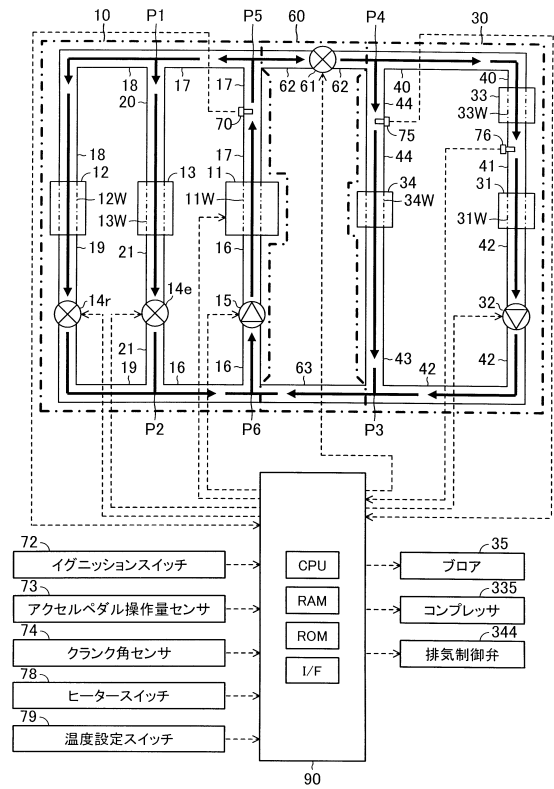 10 P1 P5 60 P4 30
18 20 17 17 62 61 62 40 44 40 33
33W
70 75 76
18 17 44 41
12 13 11 34 31
12W 13W 11W 34W 31W
19 21 16 42
14r 14e 15 32
21 16 43 42
19 16 63 42
P2 P6 P3
72
イグニッションスイッチ
73
アクセルペダル操作量センサ
74
クランク角センサ
78
ヒータースイッチ
79
温度設定スイッチ
CPU
RAM
ROM
I/F
90
35
ブロア
335
コンプレッサ
344
排気制御弁